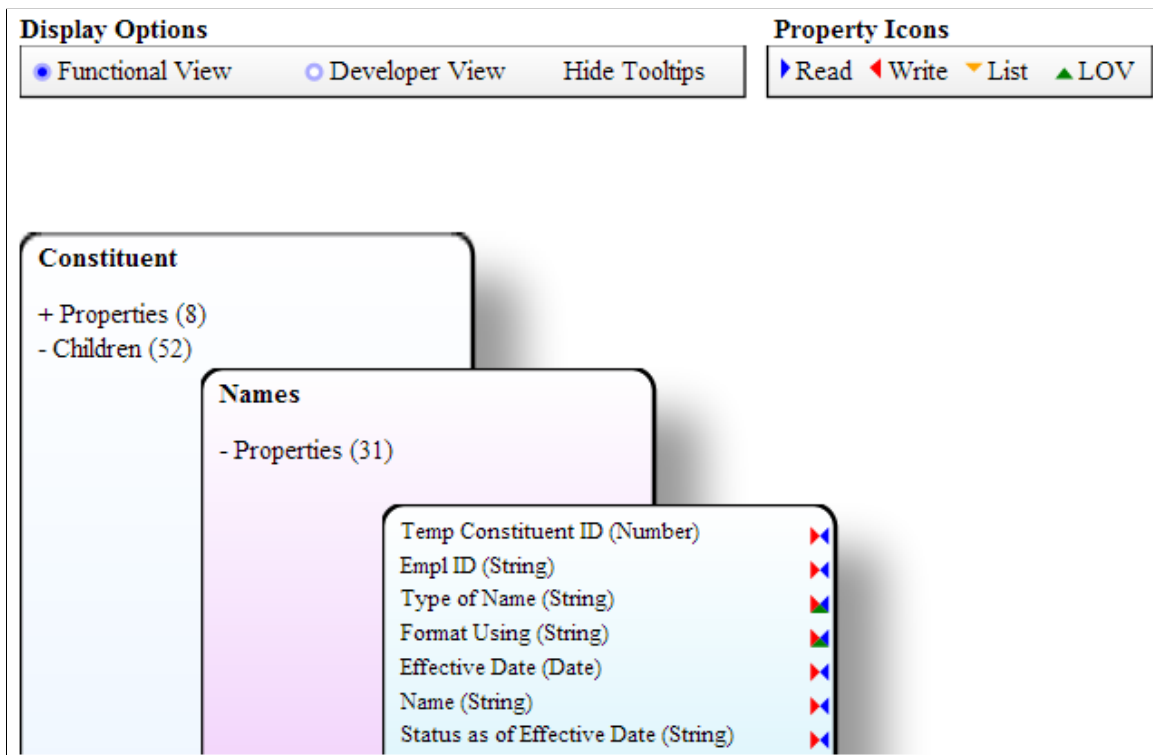 Display Options
Functional View Developer View Hide Tooltips
Property Icons
Read Write List LOV
Constituent
+ Properties (8)
- Children (52)
Names
- Properties (31)
Temp Constituent ID (Number)
Empl ID (String)
Type of Name (String)
Format Using (String)
Effective Date (Date)
Name (String)
Status as of Effective Date (String)